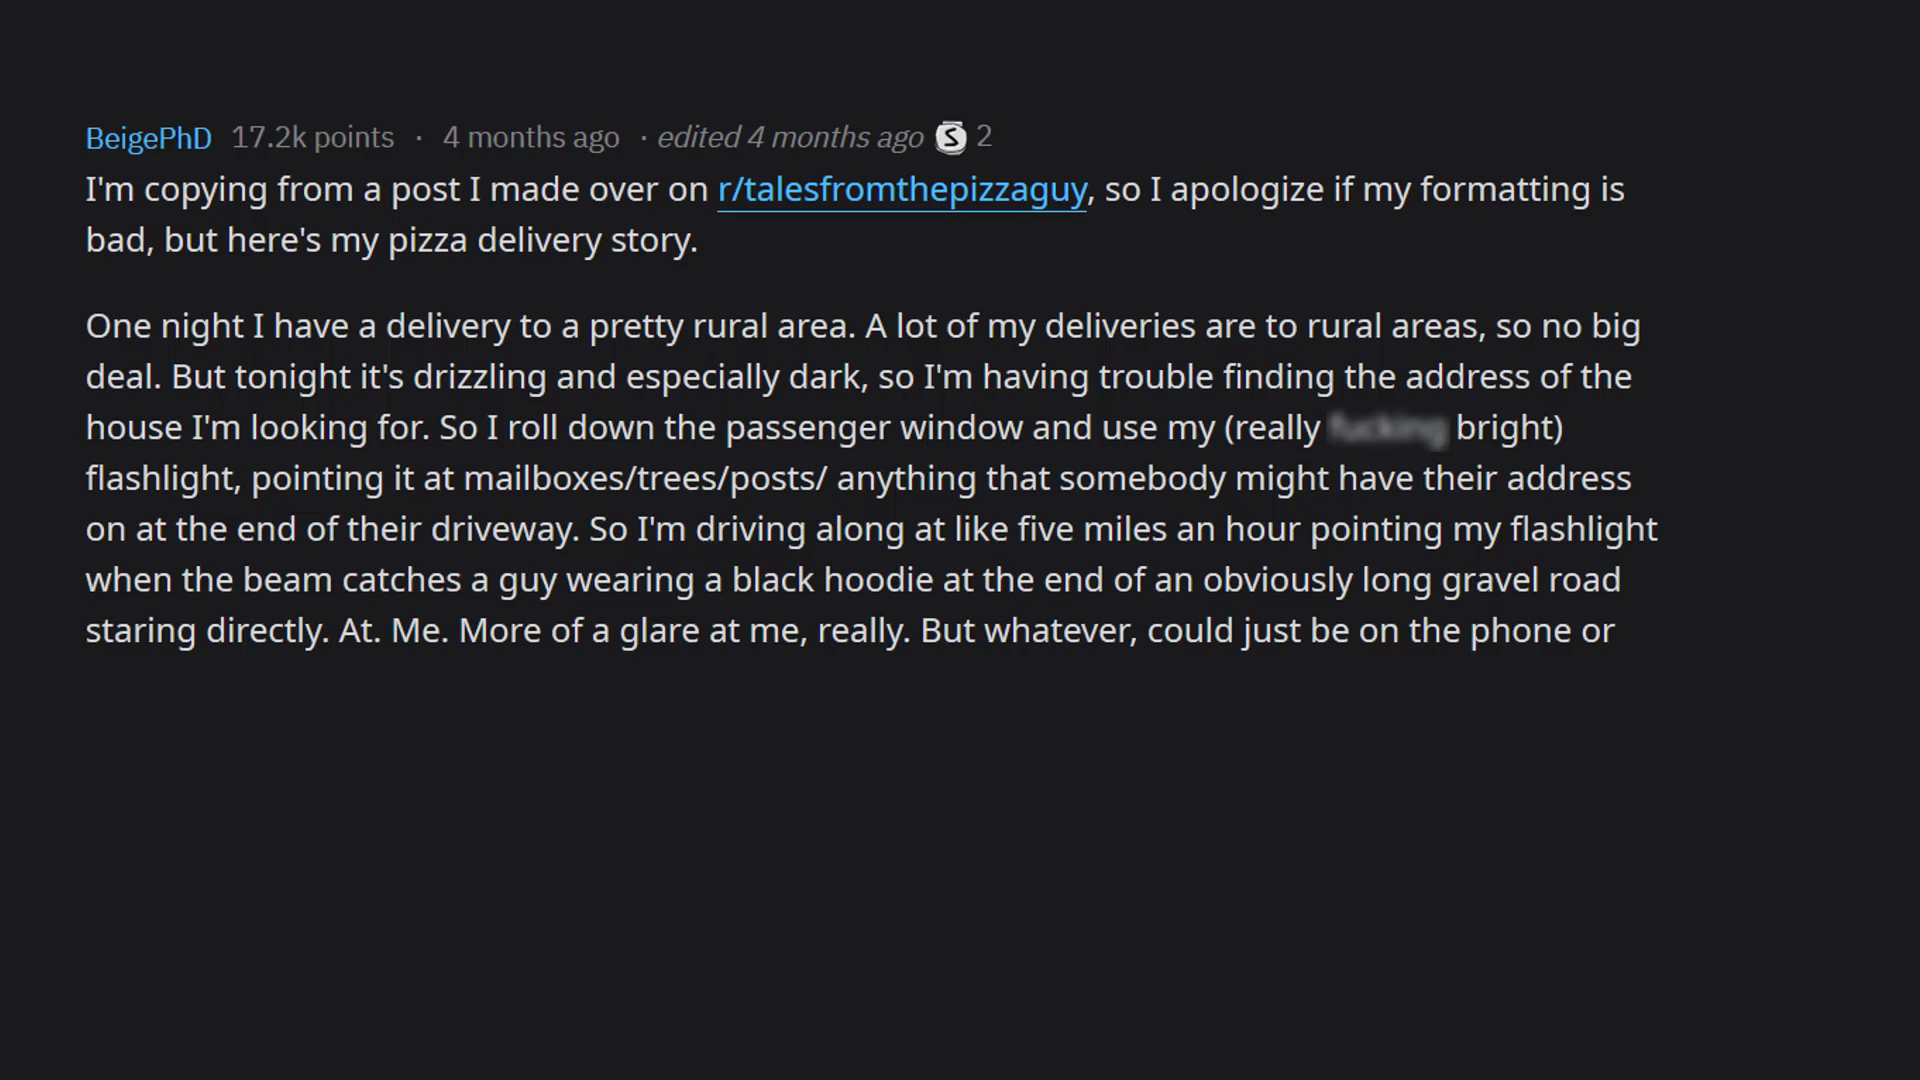 BeigePhD 17.2k points · 4 months ago · edited 4 months ago S 2
I'm copying from a post I made over on r/talesfromthepizzaguy, so I apologize if my formatting is
bad, but here's my pizza delivery story.
One night I have a delivery to a pretty rural area. A lot of my deliveries are to rural areas, so no big
deal. But tonight it's drizzling and especially dark, so I'm having trouble finding the address of the
house I'm looking for. So I roll down the passenger window and use my (really fucking bright)
flashlight, pointing it at mailboxes/trees/posts/ anything that somebody might have their address
on at the end of their driveway. So I'm driving along at like five miles an hour pointing my flashlight
when the beam catches a guy wearing a black hoodie at the end of an obviously long gravel road
staring directly. At. Me. More of a glare at me, really. But whatever, could just be on the phone or